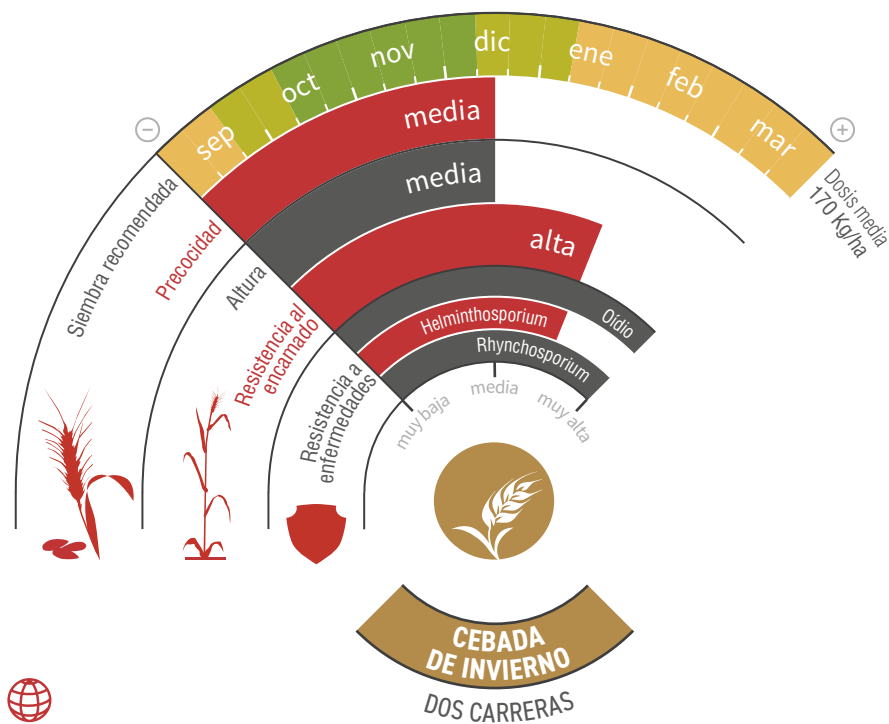 sep
oct
nov
dic
ene
feb
mar
−
+
Siembra recomendada
Dosis media
170 Kg/ha
Precocidad
media
Altura
media
Resistencia al
encamado
alta
Resistencia a
enfermedades
Oídio
Helminthosporium
Rhynchosporium
muy baja
media
muy alta
CEBADA
DE INVIERNO
DOS CARRERAS